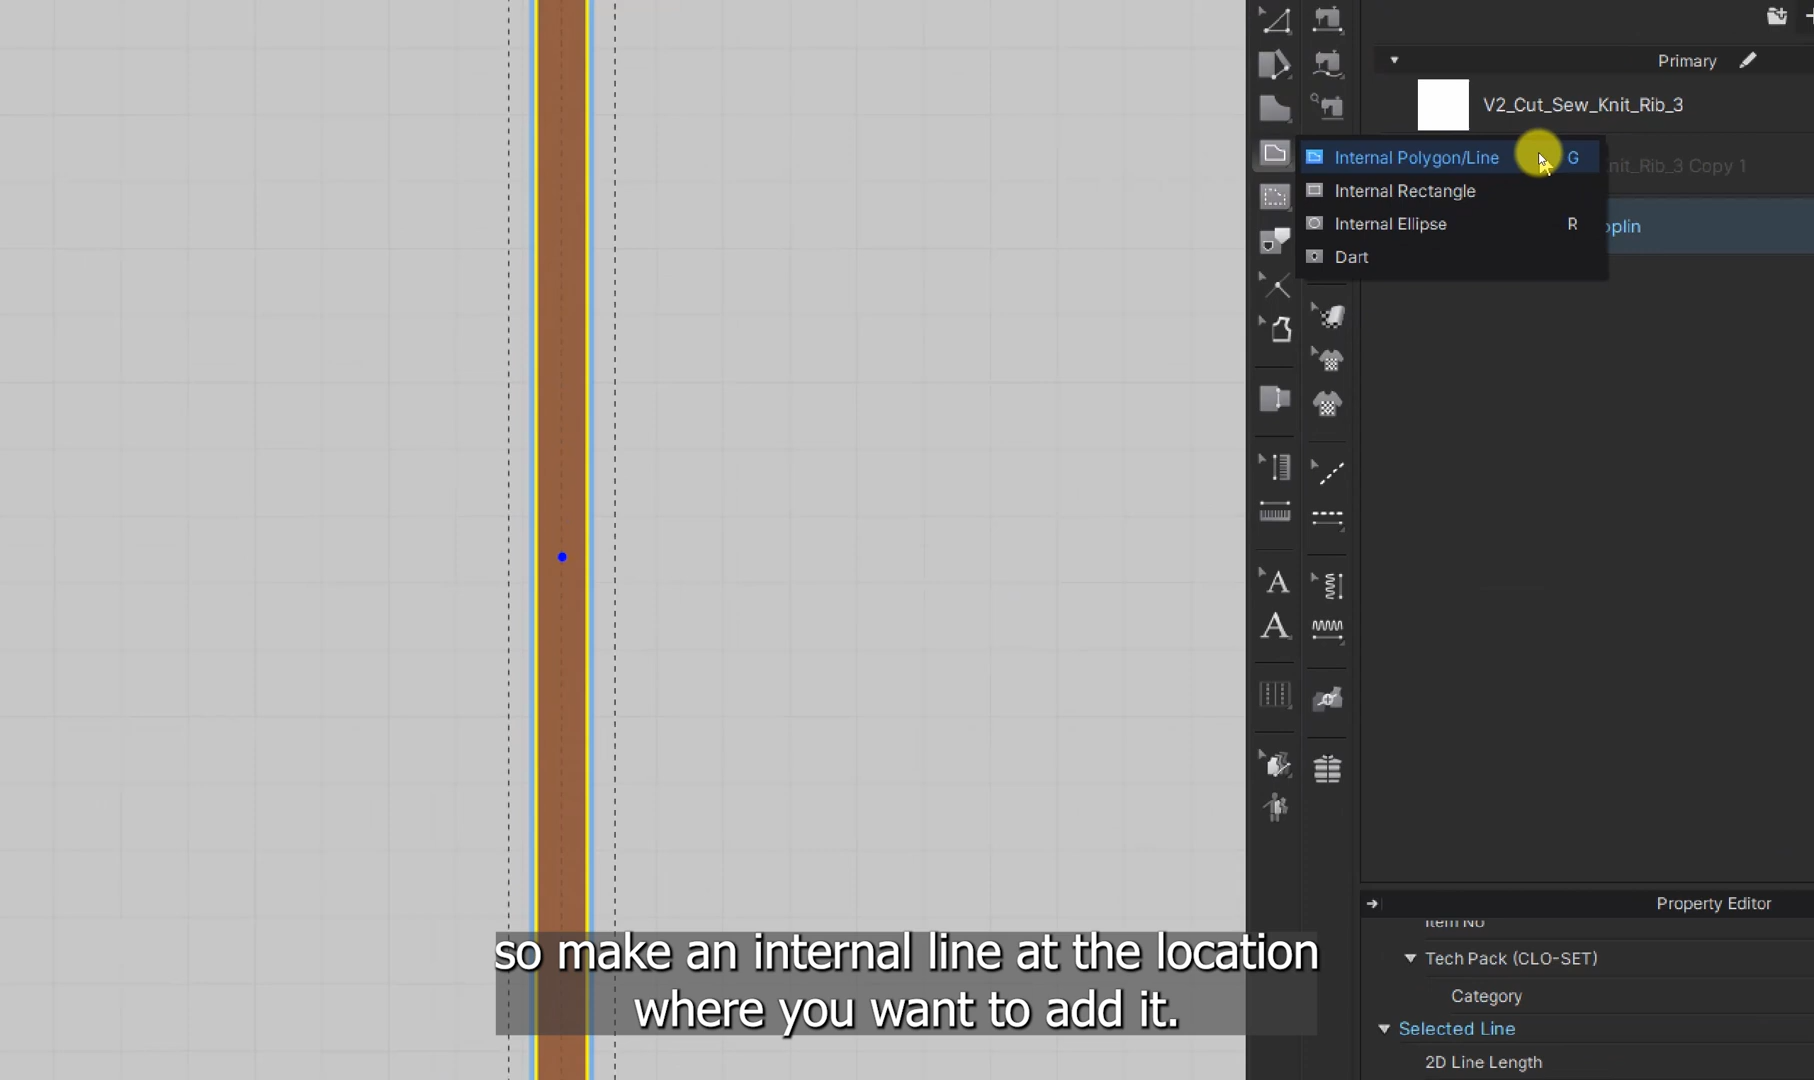 Primary
V2_Cut_Sew_Knit_Rib_3
Internal Polygon/Line G
nit_Rib_3 Copy 1
Internal Rectangle
Internal Ellipse R
oplin
Dart
A
A
Property Editor
Item No
Tech Pack (CLO-SET)
Category
Selected Line
2D Line Length
so make an internal line at the location
where you want to add it.